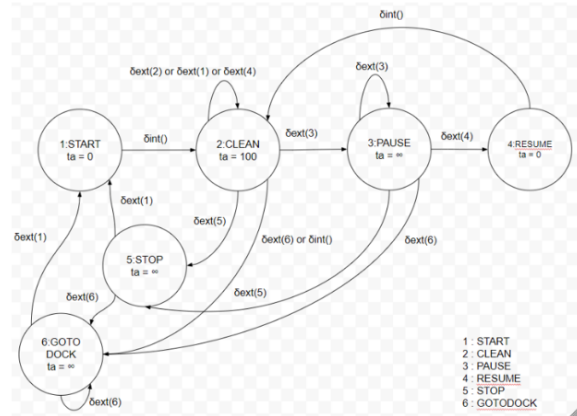 δint()
δext(2) or δext(1) or δext(4)
δext(3)
1:START
ta = 0
δint()
2:CLEAN
ta = 100
δext(3)
3:PAUSE
ta = ∞
δext(4)
4:RESUME
ta = 0
δext(1)
δext(5)
δext(6) or δint()
δext(6)
δext(1)
5:STOP
ta = ∞
δext(6)
δext(5)
6:GOTO
DOCK
ta = ∞
δext(6)
1 : START
2 : CLEAN
3 : PAUSE
4 : RESUME
5 : STOP
6 : GOTODOCK